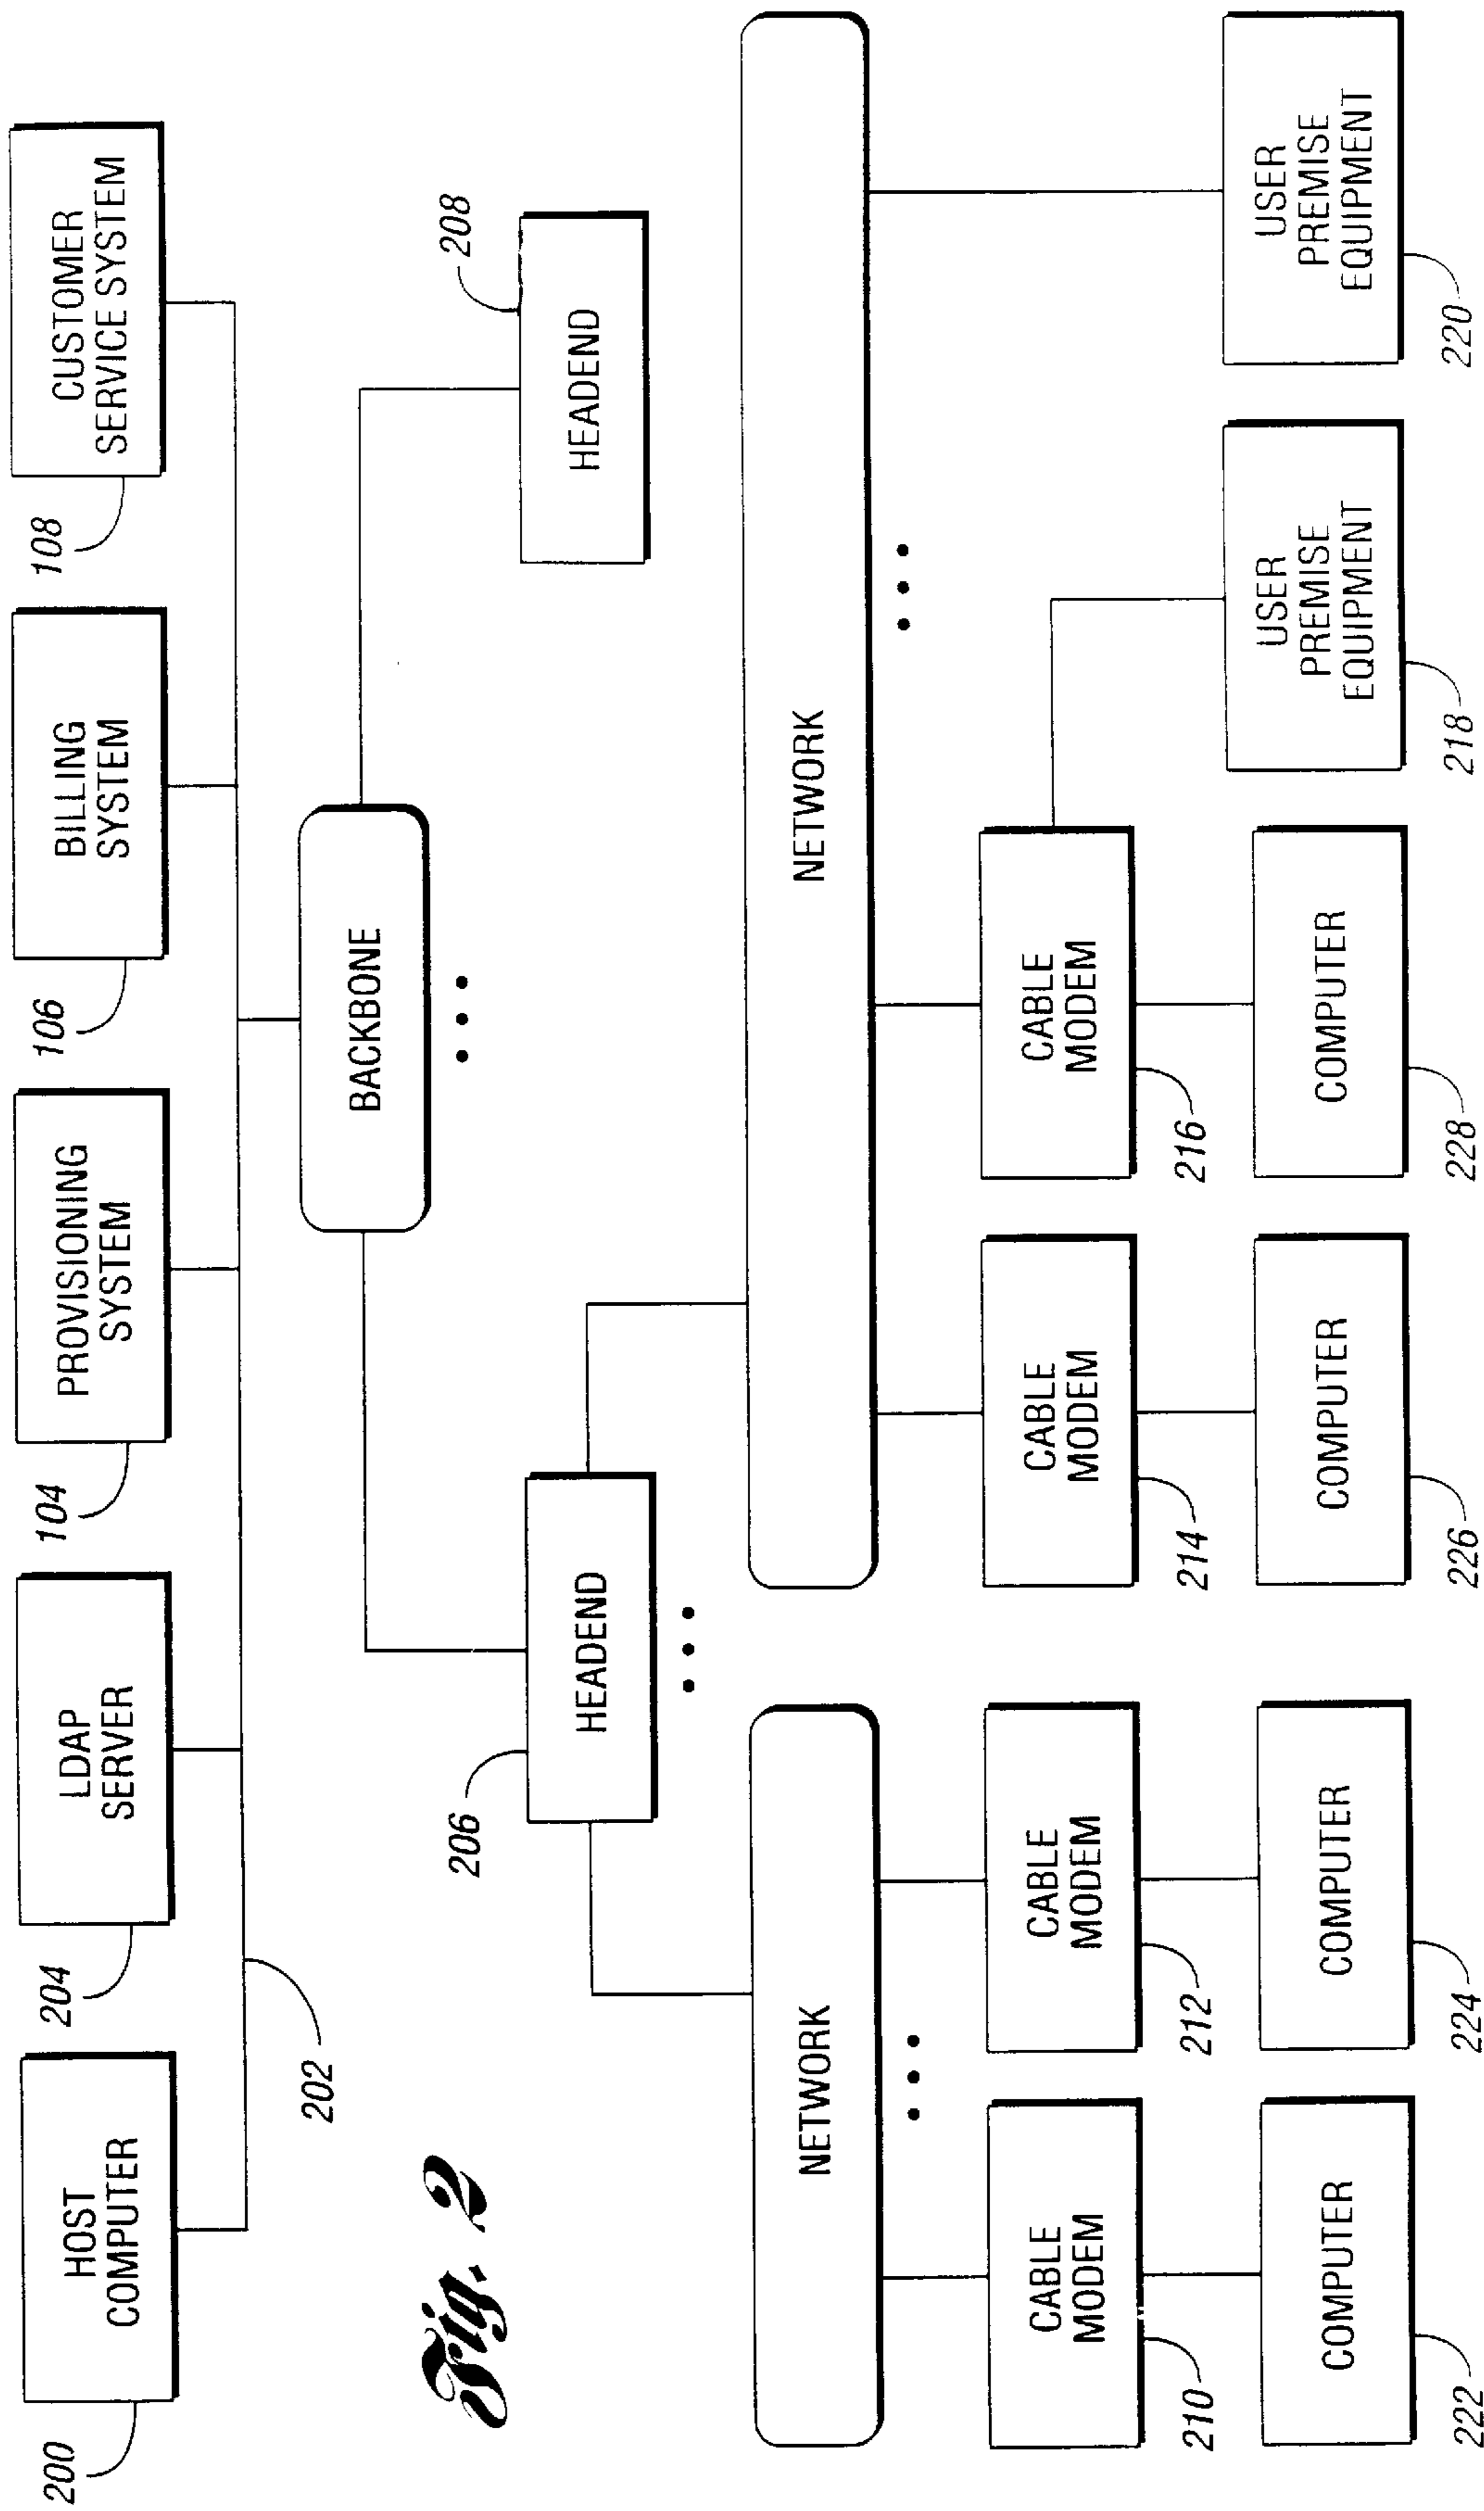 200
HOST
COMPUTER
204
LDAP
SERVER
104
PROVISIONING
SYSTEM
106
BILLING
SYSTEM
108
CUSTOMER
SERVICE SYSTEM
202
BACKBONE
Fig. 2
206
HEADEND
208
HEADEND
NETWORK
NETWORK
CABLE
MODEM
210
CABLE
MODEM
212
CABLE
MODEM
214
CABLE
MODEM
216
COMPUTER
222
COMPUTER
224
COMPUTER
226
COMPUTER
228
USER
PREMISE
EQUIPMENT
218
USER
PREMISE
EQUIPMENT
220